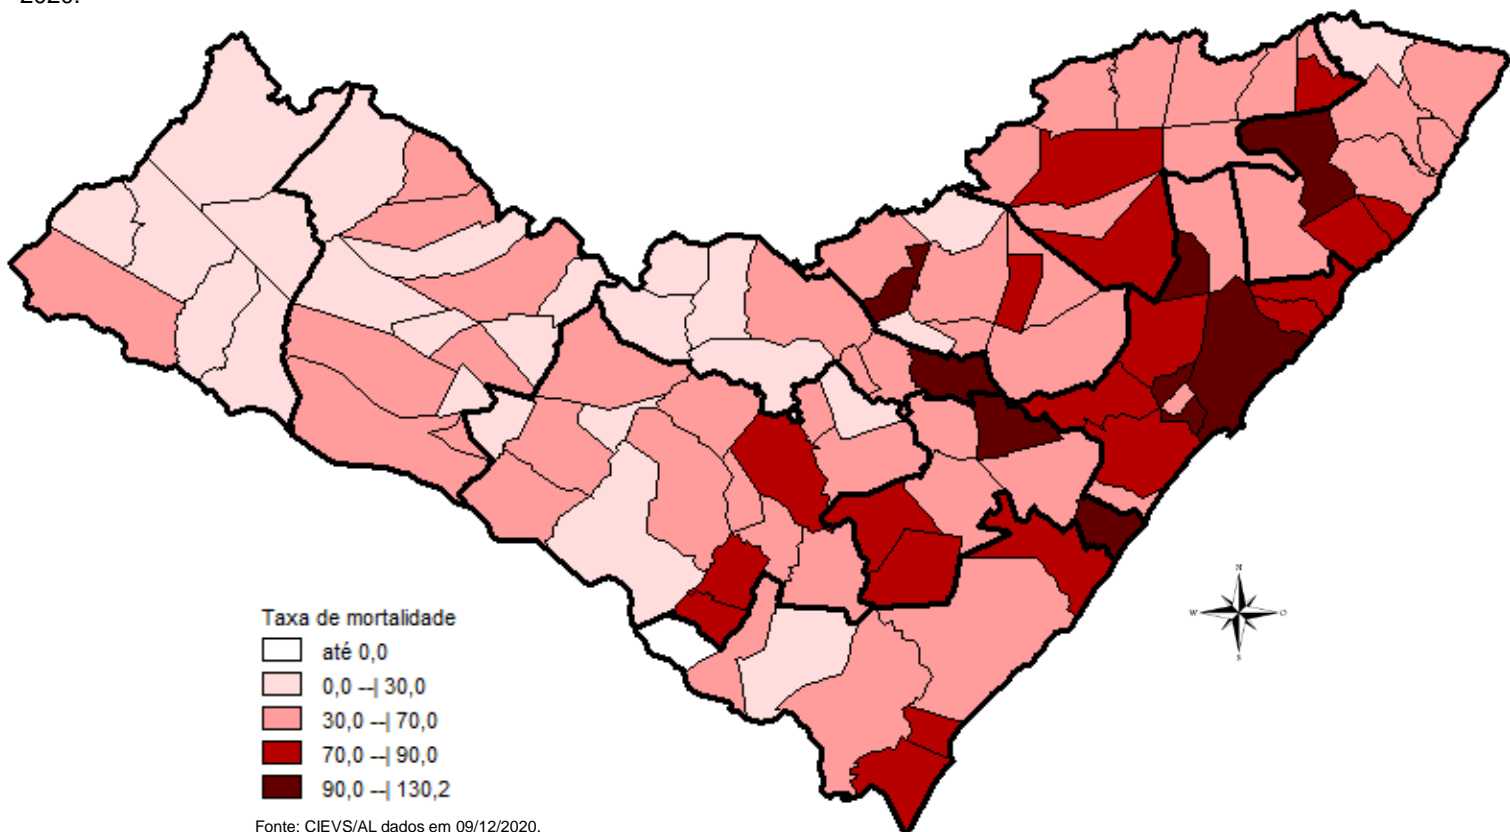 2020.
N
W O
S
Taxa de mortalidade
até 0,0
0,0 --| 30,0
30,0 --| 70,0
70,0 --| 90,0
90,0 --| 130,2
Fonte: CIEVS/AL dados em 09/12/2020.